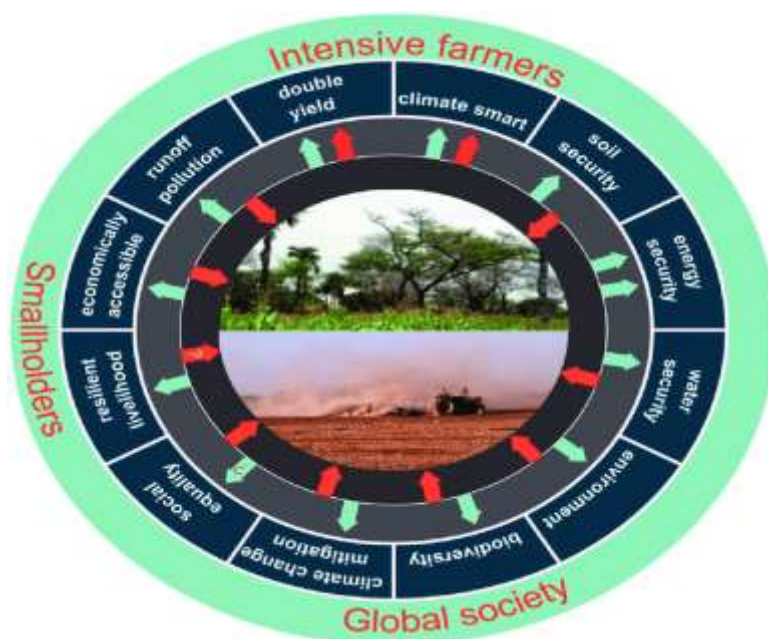 Intensive farmers
double
yield
climate smart
soil
security
energy
security
water
security
environment
biodiversity
climate change
mitigation
social
equality
resilient
livelihood
economically
accessible
runoff
pollution
Smallholders
Global society